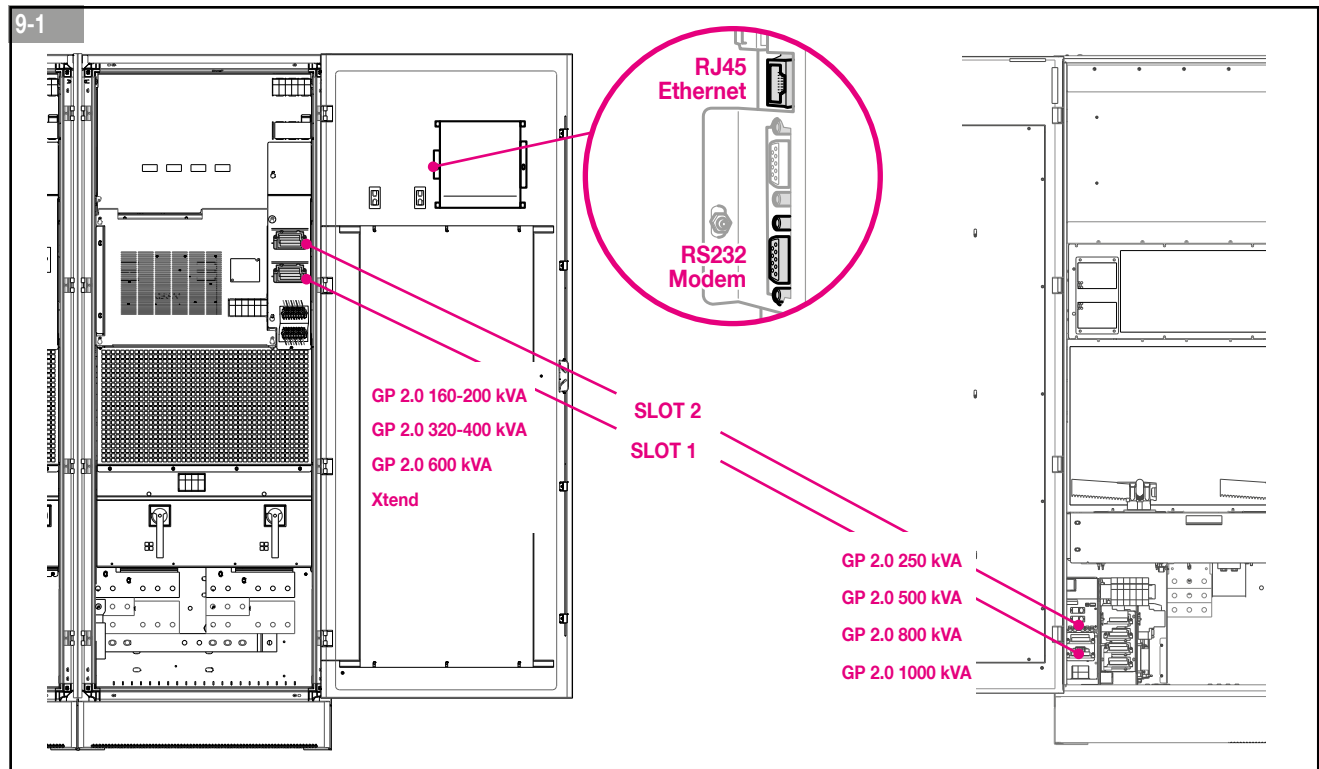 9-1
RJ45
Ethernet
RS232
Modem
GP 2.0 160-200 kVA
GP 2.0 320-400 kVA
GP 2.0 600 kVA
Xtend
SLOT 2
SLOT 1
GP 2.0 250 kVA
GP 2.0 500 kVA
GP 2.0 800 kVA
GP 2.0 1000 kVA